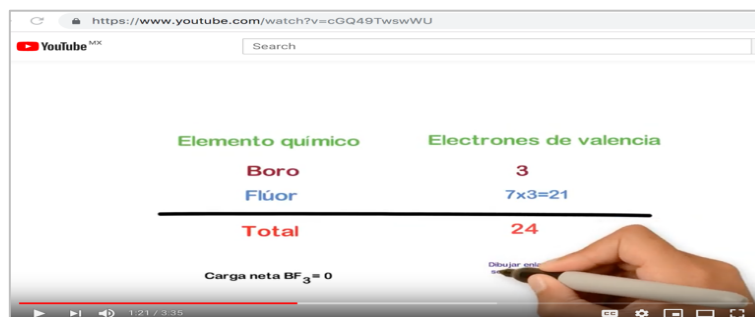 https://www.youtube.com/watch?v=cGQ49TwswWU
YouTube MX
Search
Elemento químico Electrones de valencia
Boro 3
Flúor 7x3=21
Total 24
Dibujar
Carga neta BF₃= 0
1:21 / 3:35